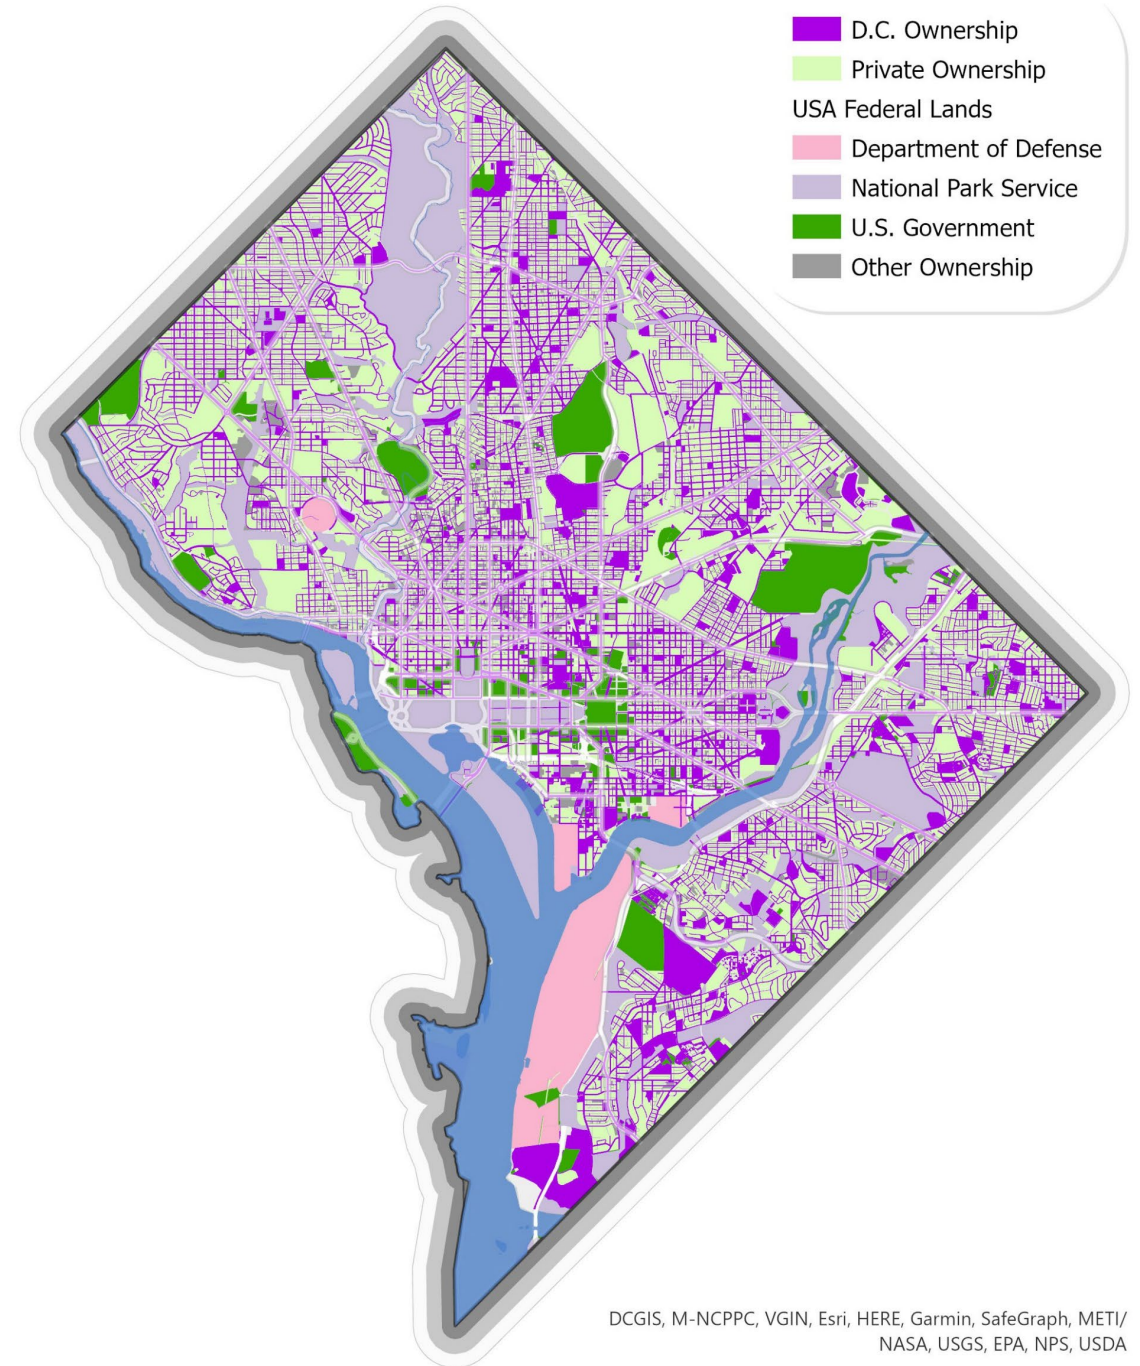 D.C. Ownership
Private Ownership
USA Federal Lands
Department of Defense
National Park Service
U.S. Government
Other Ownership
DCGIS, M-NCPPC, VGIN, Esri, HERE, Garmin, SafeGraph, METI/
NASA, USGS, EPA, NPS, USDA